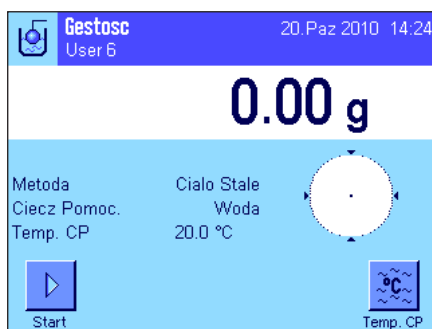 Gestosc 20.Paz 2010 14:24
User 6
0.00 g
Metoda Cialo Stale
Ciecz Pomoc. Woda
Temp. CP 20.0 °C
°C
Start Temp. CP